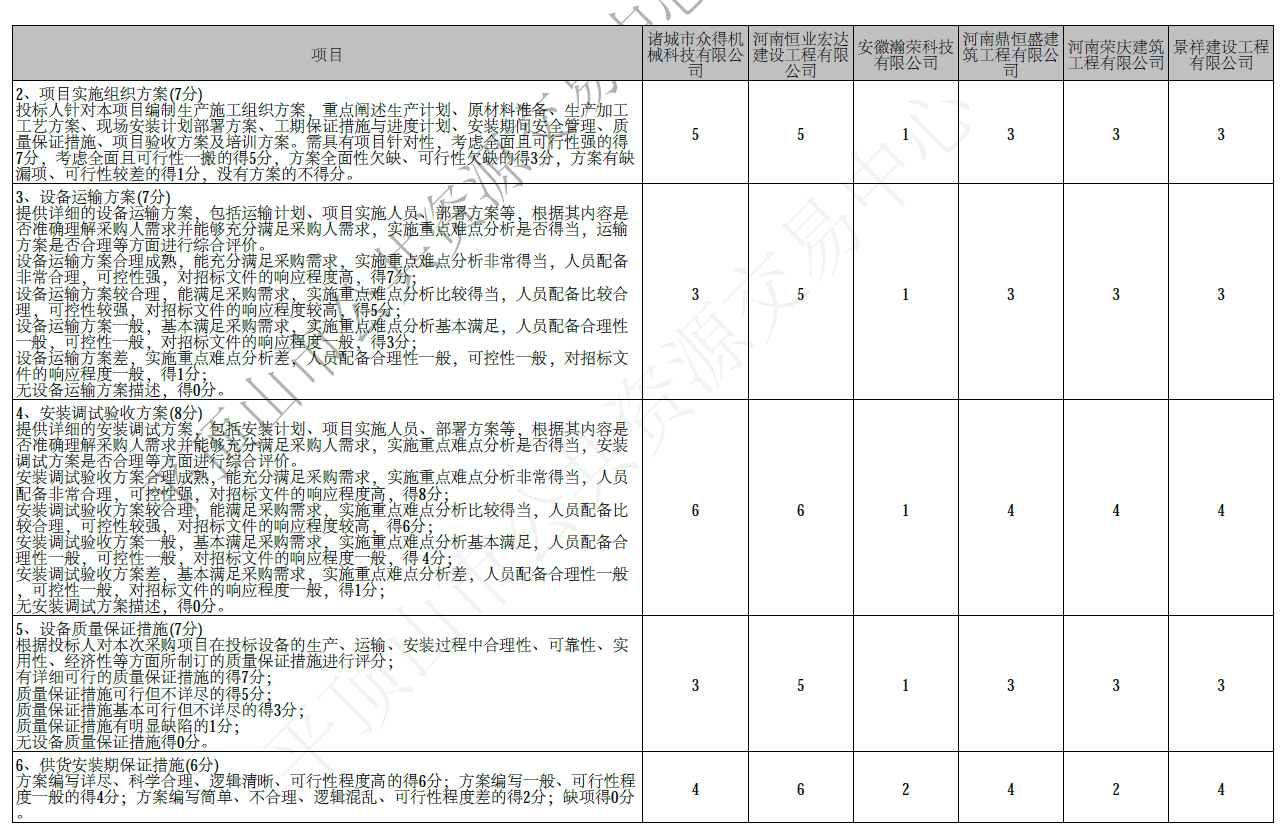 项目
诸城市众得机
械科技有限公
司
河南恒业宏达
建设工程有限
公司
安徽瀚荣科技
有限公司
河南鼎恒盛建
筑工程有限公
司
河南荣庆建筑
工程有限公司
景祥建设工程
有限公司
2、项目实施组织方案(7分)
投标人针对本项目编制生产施工组织方案，重点阐述生产计划、原材料准备、生产加工
工艺方案、现场安装计划部署方案、工期保证措施与进度计划、安装期间安全管理、质
量保证措施、项目验收方案及培训方案。需具有项目针对性，考虑全面且可行性强的得
7分，考虑全面且可行性一搬的得5分，方案全面性欠缺、可行性欠缺的得3分，方案有缺
漏项、可行性较差的得1分，没有方案的不得分。
5 5 1 3 3 3
3、设备运输方案(7分)
提供详细的设备运输方案，包括运输计划、项目实施人员、部署方案等，根据其内容是
否准确理解采购人需求并能够充分满足采购人需求，实施重点难点分析是否得当，运输
方案是否合理等方面进行综合评价。
设备运输方案合理成熟，能充分满足采购需求，实施重点难点分析非常得当，人员配备
非常合理，可控性强，对招标文件的响应程度高，得7分；
设备运输方案较合理，能满足采购需求，实施重点难点分析比较得当，人员配备比较合
理，可控性较强，对招标文件的响应程度较高，得5分；
设备运输方案一般，基本满足采购需求，实施重点难点分析基本满足，人员配备合理性
一般，可控性一般，对招标文件的响应程度一般，得3分；
设备运输方案差，实施重点难点分析差，人员配备合理性一般，可控性一般，对招标文
件的响应程度一般，得1分；
无设备运输方案描述，得0分。
3 5 1 3 3 3
4、安装调试验收方案(8分)
提供详细的安装调试方案，包括安装计划、项目实施人员、部署方案等，根据其内容是
否准确理解采购人需求并能够充分满足采购人需求，实施重点难点分析是否得当，安装
调试方案是否合理等方面进行综合评价。
安装调试验收方案合理成熟，能充分满足采购需求，实施重点难点分析非常得当，人员
配备非常合理，可控性强，对招标文件的响应程度高，得8分；
安装调试验收方案较合理，能满足采购需求，实施重点难点分析比较得当，人员配备比
较合理，可控性较强，对招标文件的响应程度较高，得6分；
安装调试验收方案一般，基本满足采购需求，实施重点难点分析基本满足，人员配备合
理性一般，可控性一般，对招标文件的响应程度一般，得 4分；
安装调试验收方案差，基本满足采购需求，实施重点难点分析差，人员配备合理性一般
，可控性一般，对招标文件的响应程度一般，得1分；
无安装调试方案描述，得0分。
6 6 1 4 4 4
5、设备质量保证措施(7分)
根据投标人对本次采购项目在投标设备的生产、运输、安装过程中合理性、可靠性、实
用性、经济性等方面所制订的质量保证措施进行评分；
有详细可行的质量保证措施的得7分；
质量保证措施可行但不详尽的得5分；
质量保证措施基本可行但不详尽的得3分；
质量保证措施有明显缺陷的1分；
无设备质量保证措施得0分。
3 5 1 3 3 3
6、供货安装期保证措施(6分)
方案编写详尽、科学合理、逻辑清晰、可行性程度高的得6分；方案编写一般、可行性程
度一般的得4分；方案编写简单、不合理、逻辑混乱、可行性程度差的得2分；缺项得0分
。
4 6 2 4 2 4
平顶山市公共资源交易中心
平顶山市公共资源交易中心